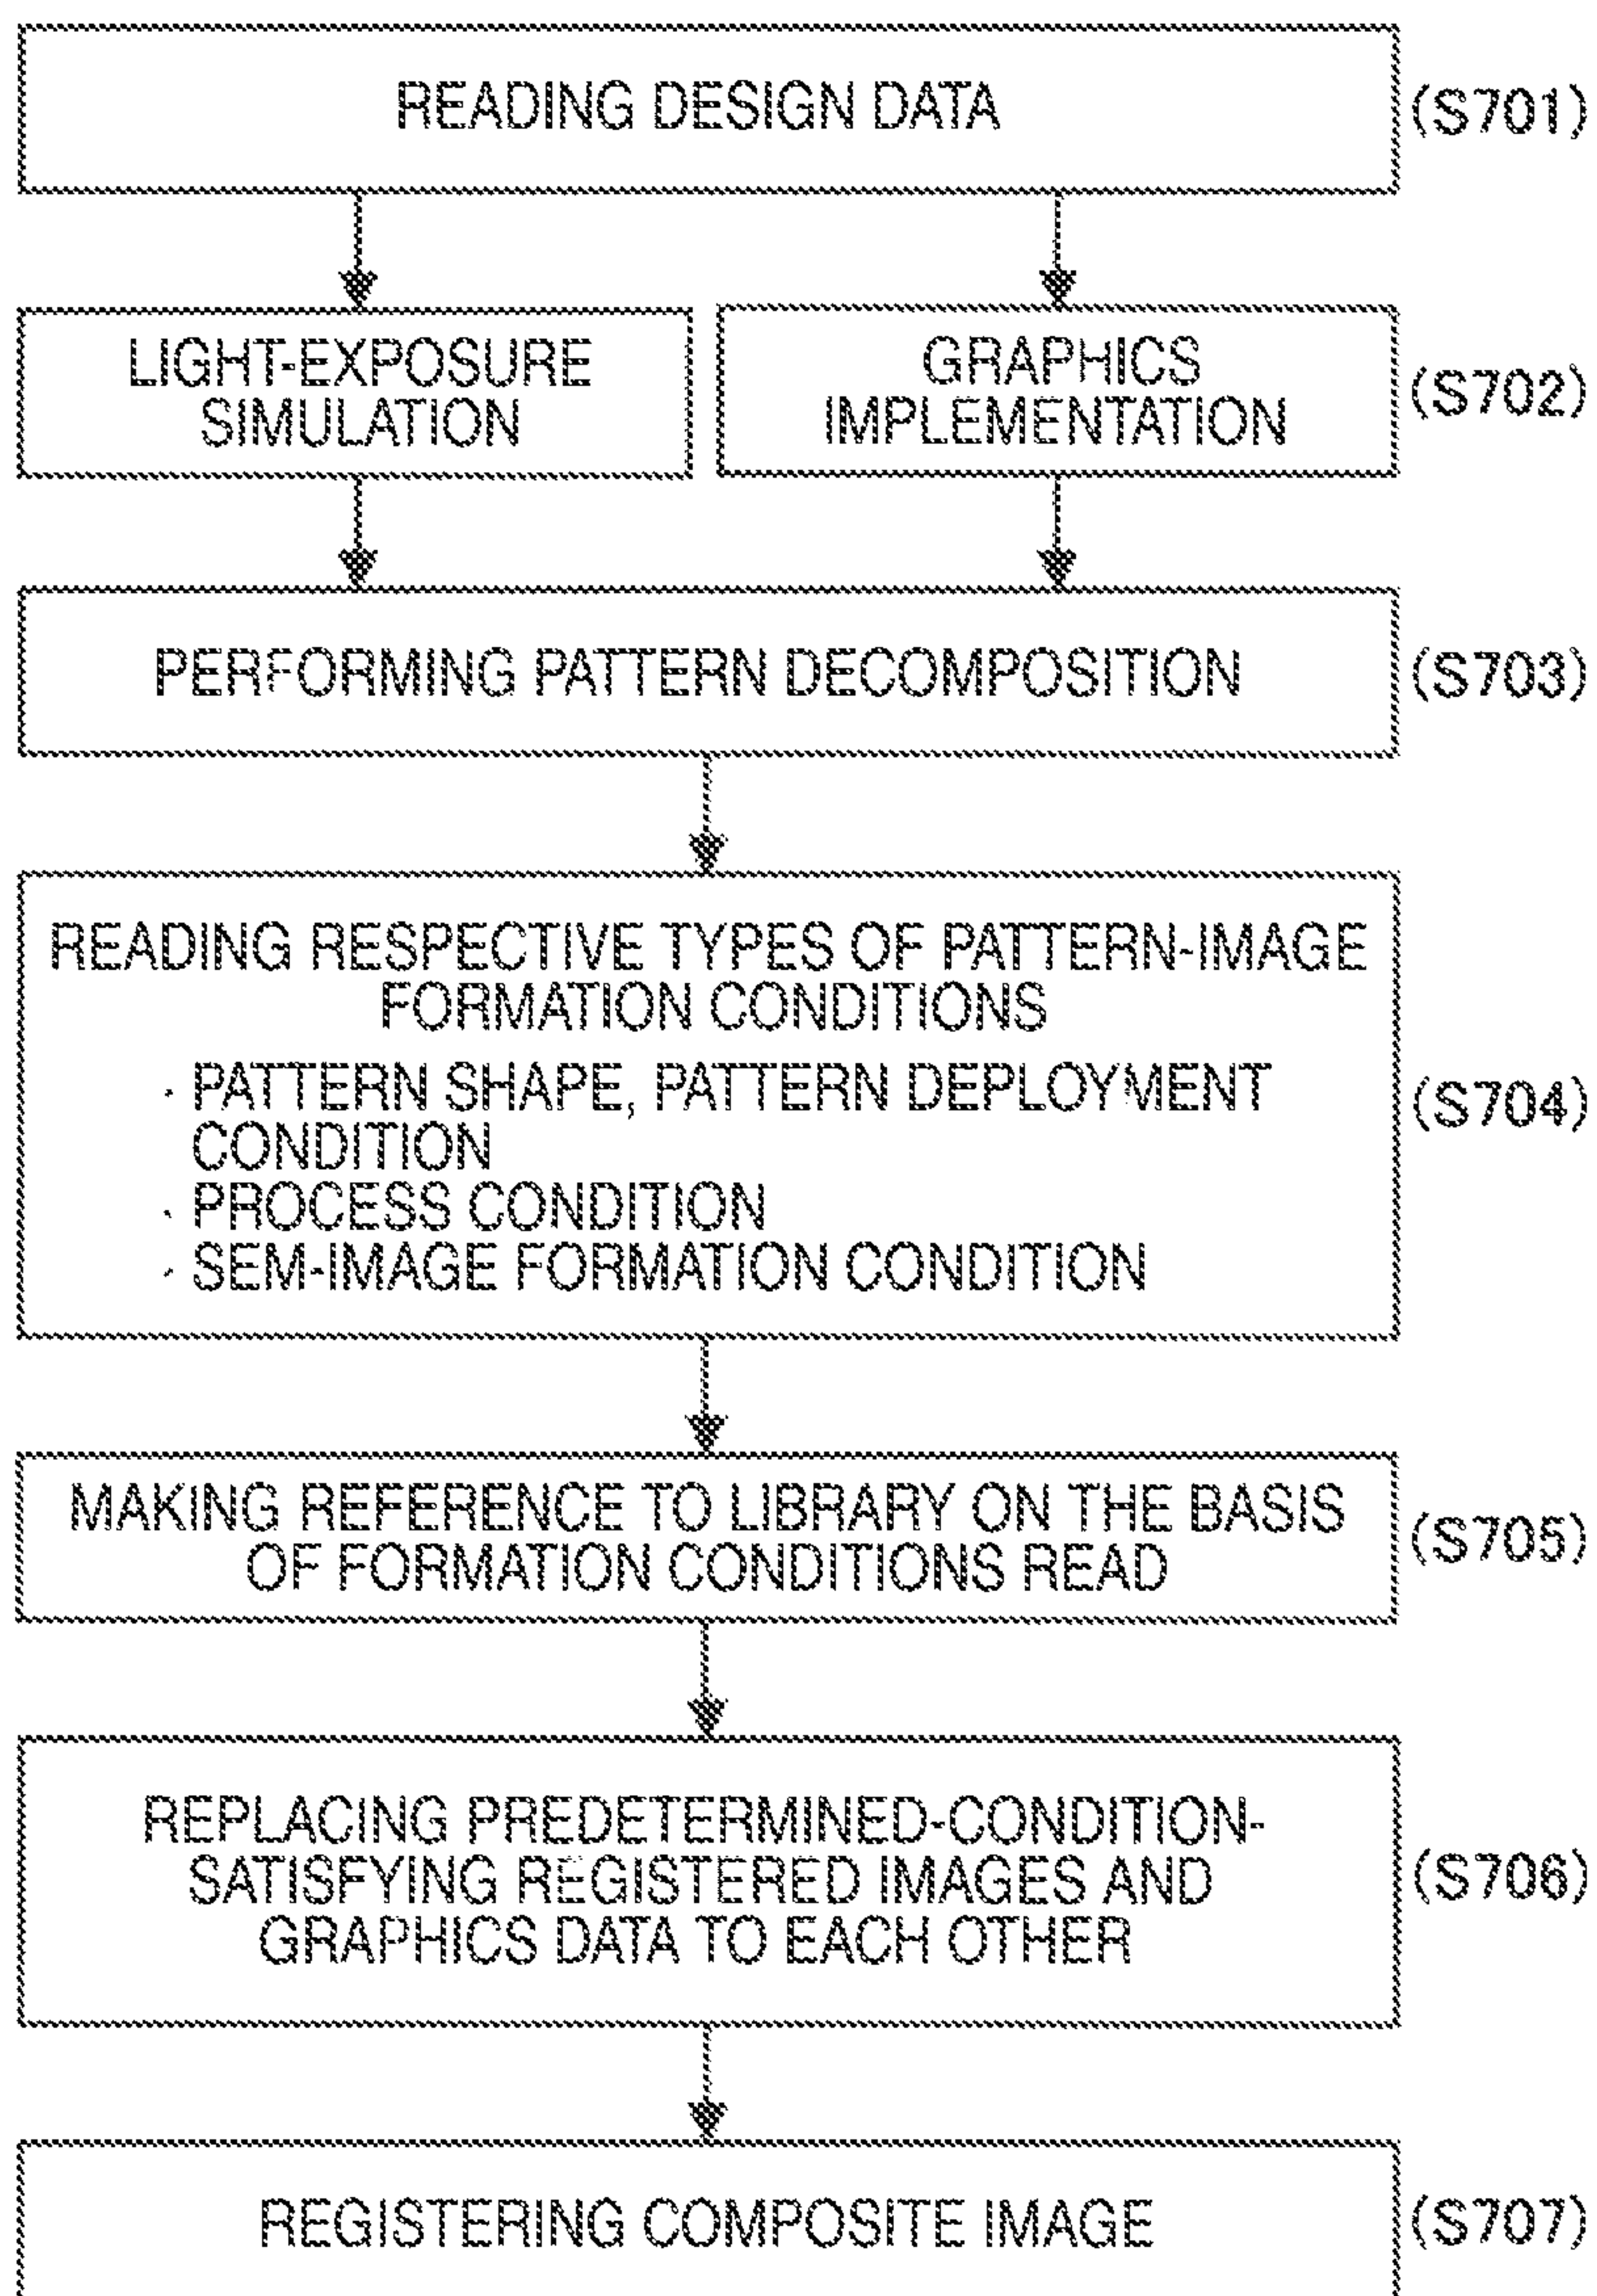 READING DESIGN DATA
(S701)
LIGHT-EXPOSURE
SIMULATION
GRAPHICS
IMPLEMENTATION
(S702)
PERFORMING PATTERN DECOMPOSITION
(S703)
READING RESPECTIVE TYPES OF PATTERN-IMAGE
FORMATION CONDITIONS
· PATTERN SHAPE, PATTERN DEPLOYMENT
CONDITION
· PROCESS CONDITION
· SEM-IMAGE FORMATION CONDITION
(S704)
MAKING REFERENCE TO LIBRARY ON THE BASIS
OF FORMATION CONDITIONS READ
(S705)
REPLACING PREDETERMINED-CONDITION-
SATISFYING REGISTERED IMAGES AND
GRAPHICS DATA TO EACH OTHER
(S706)
REGISTERING COMPOSITE IMAGE
(S707)